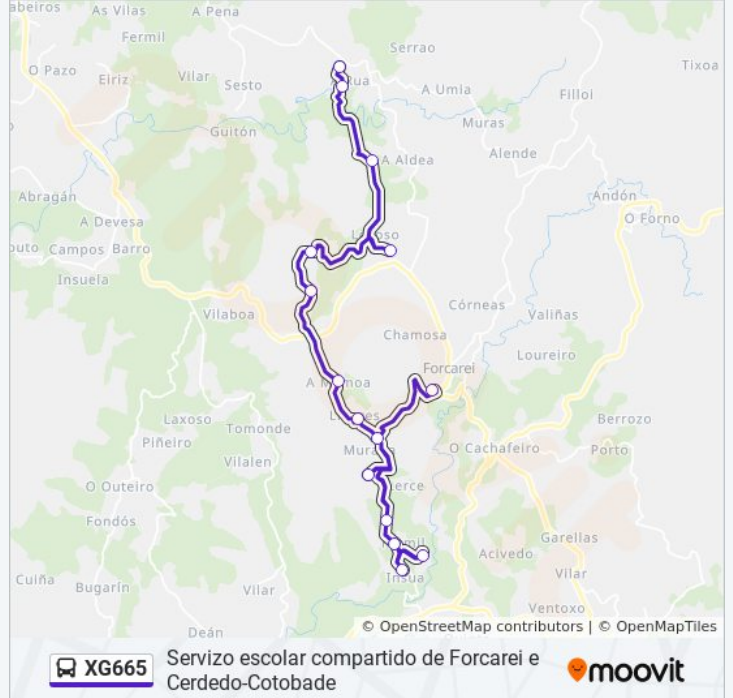 abeiros
As Vilas
A Pena
Fermil
Serrao
O Pazo
Eiriz
Vilar
Sesto
Rua
A Umia
Tixoa
Fillol
Guitón
Muras
A Aldea
Alende
Abragán
Andón
A Devesa
O Forno
outo
Campos
Barro
Insuela
Vilaboa
Córneas
Valiñas
Chamosa
Loureiro
Forcarei
Laxoso
Tomonde
Berrozo
Piñeiro
Vilalen
O Cachafeiro
Porto
O Outeiro
Fondós
Garellas
Acivedo
Vilar
Insua
Cuiña
Bugarín
Vilar
Ventoxo
Deán
© OpenStreetMap contributors | © OpenMapTiles
XG665
Servizo escolar compartido de Forcarei e
Cerdedo-Cotobade
moovit